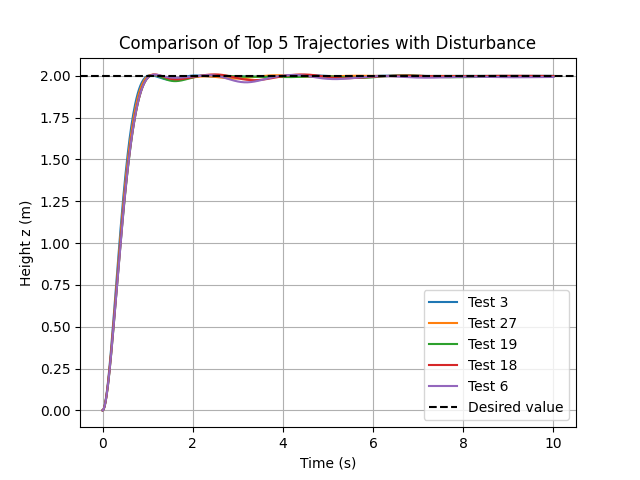 Comparison of Top 5 Trajectories with Disturbance
Height z (m)
2.00
1.75
1.50
1.25
1.00
0.75
0.50
0.25
0.00
Test 3
Test 27
Test 19
Test 18
Test 6
Desired value
0 2 4 6 8 10
Time (s)